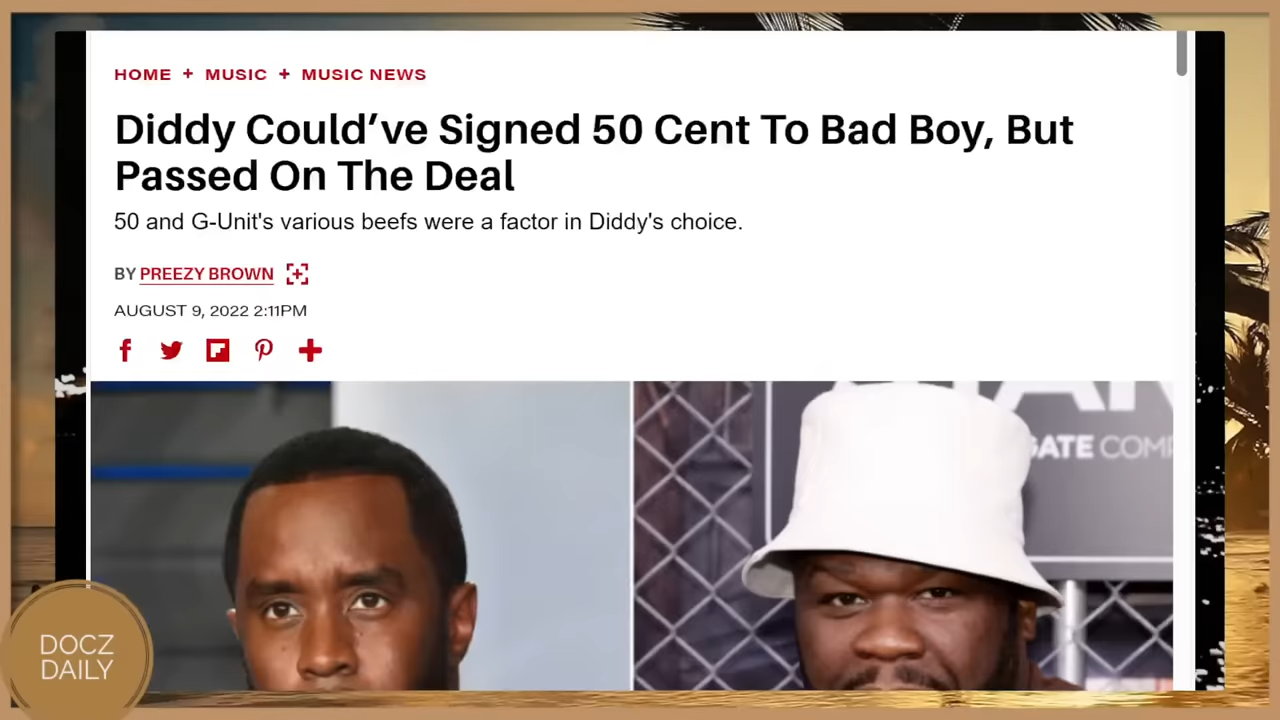 HOME + MUSIC + MUSIC NEWS
Diddy Could’ve Signed 50 Cent To Bad Boy, But
Passed On The Deal
50 and G-Unit's various beefs were a factor in Diddy's choice.
BY PREEZY BROWN
AUGUST 9, 2022 2:11PM
GATE COMP
DOCZ
DAILY